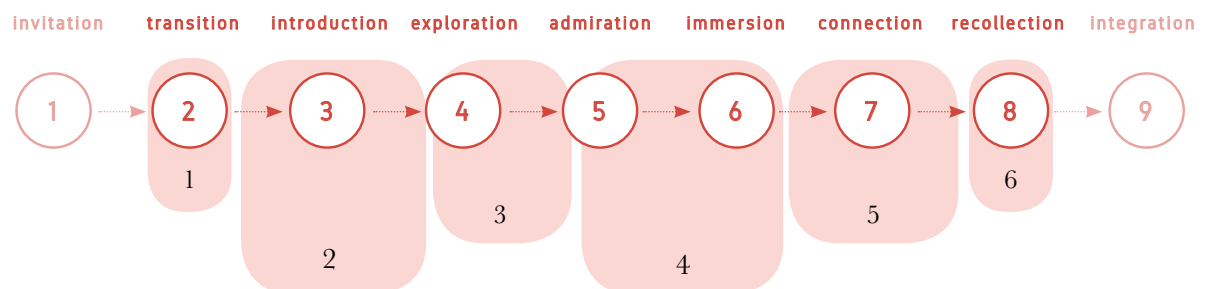 invitation transition introduction exploration admiration immersion connection recollection integration
1 2 3 4 5 6 7 8 9
1 6
3 5
2 4